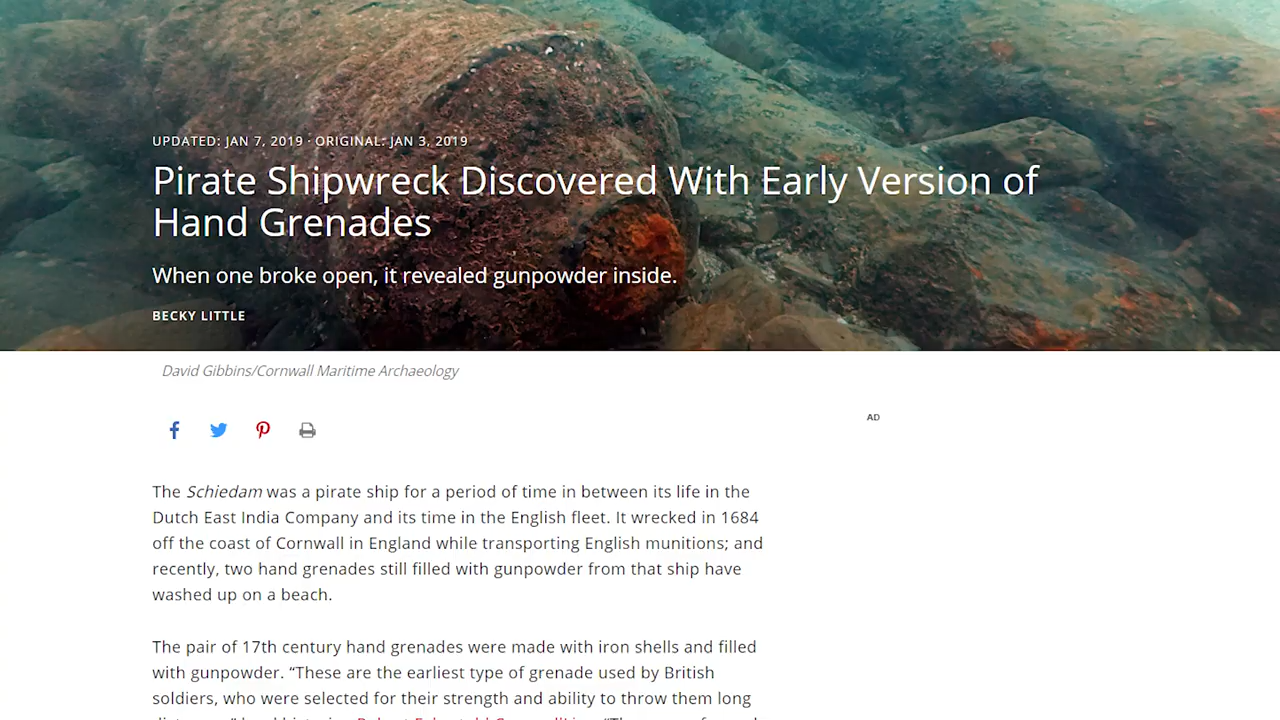 UPDATED: JAN 7, 2019 · ORIGINAL: JAN 3, 2019
Pirate Shipwreck Discovered With Early Version of
Hand Grenades
When one broke open, it revealed gunpowder inside.
BECKY LITTLE
David Gibbins/Cornwall Maritime Archaeology
AD
The Schiedam was a pirate ship for a period of time in between its life in the
Dutch East India Company and its time in the English fleet. It wrecked in 1684
off the coast of Cornwall in England while transporting English munitions; and
recently, two hand grenades still filled with gunpowder from that ship have
washed up on a beach.
The pair of 17th century hand grenades were made with iron shells and filled
with gunpowder. “These are the earliest type of grenade used by British
soldiers, who were selected for their strength and ability to throw them long